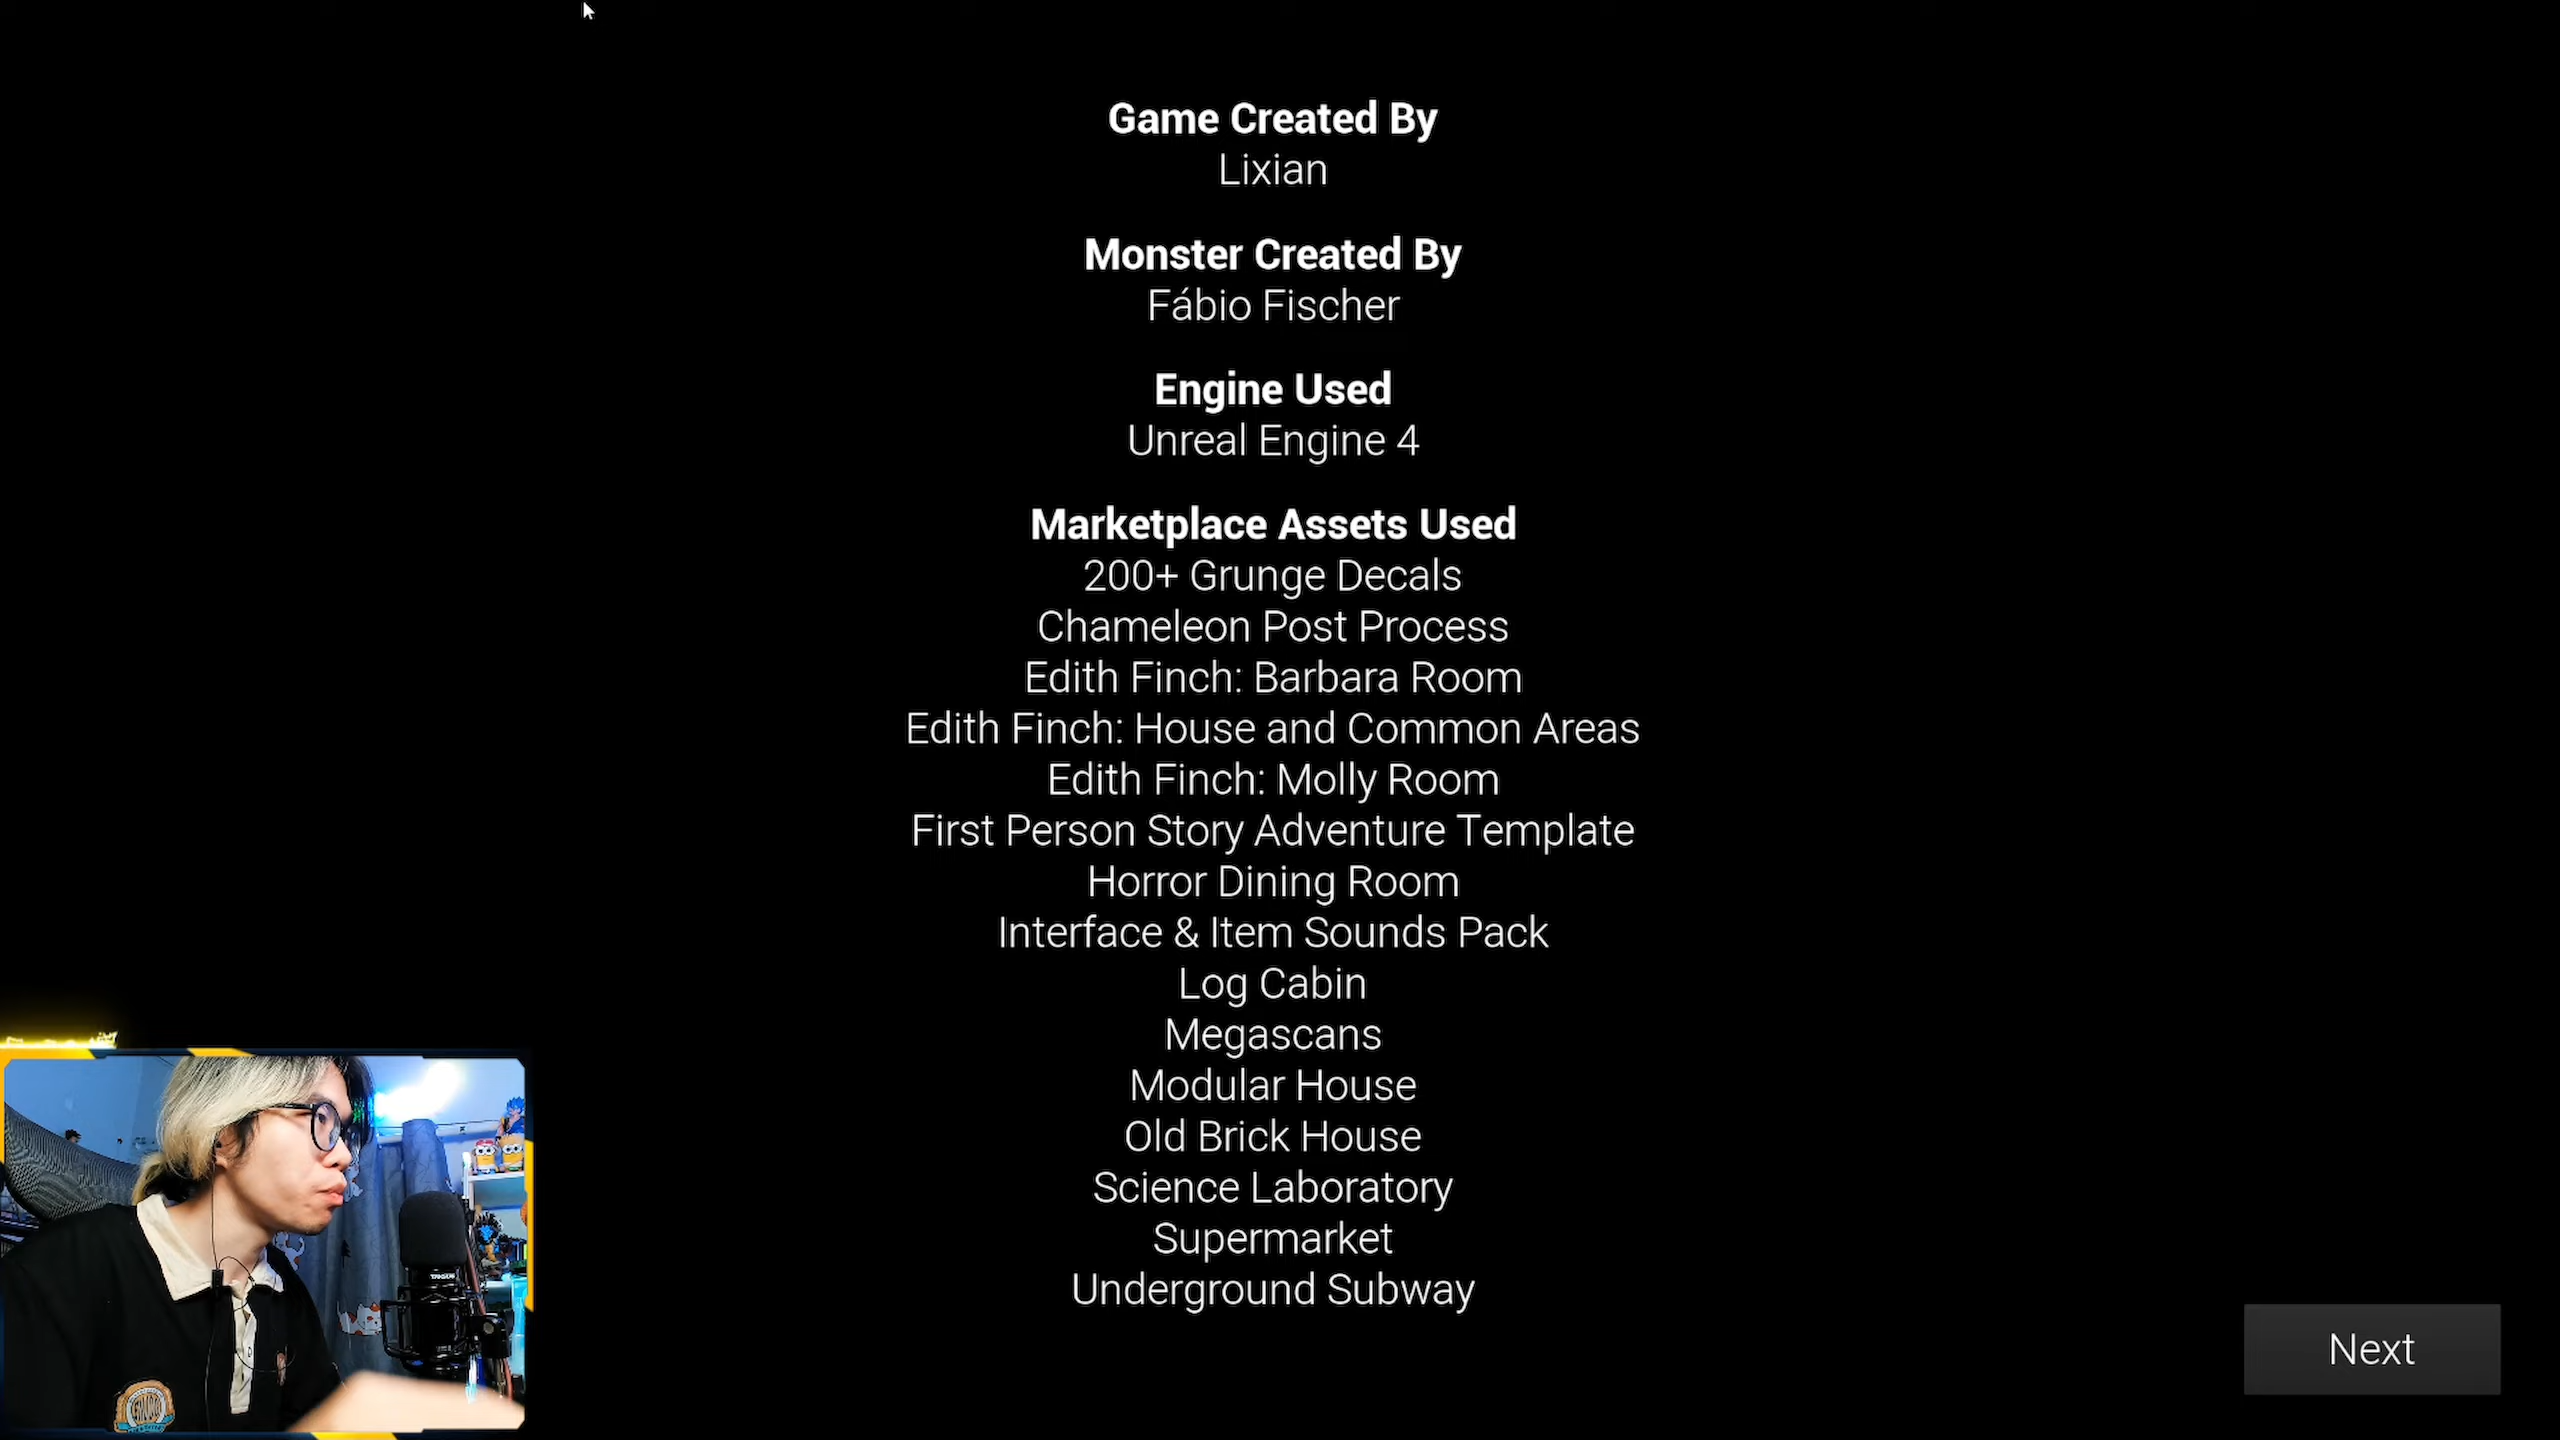 Game Created By
Lixian
Monster Created By
Fábio Fischer
Engine Used
Unreal Engine 4
Marketplace Assets Used
200+ Grunge Decals
Chameleon Post Process
Edith Finch: Barbara Room
Edith Finch: House and Common Areas
Edith Finch: Molly Room
First Person Story Adventure Template
Horror Dining Room
Interface & Item Sounds Pack
Log Cabin
Megascans
Modular House
Old Brick House
Science Laboratory
Supermarket
Underground Subway
Next